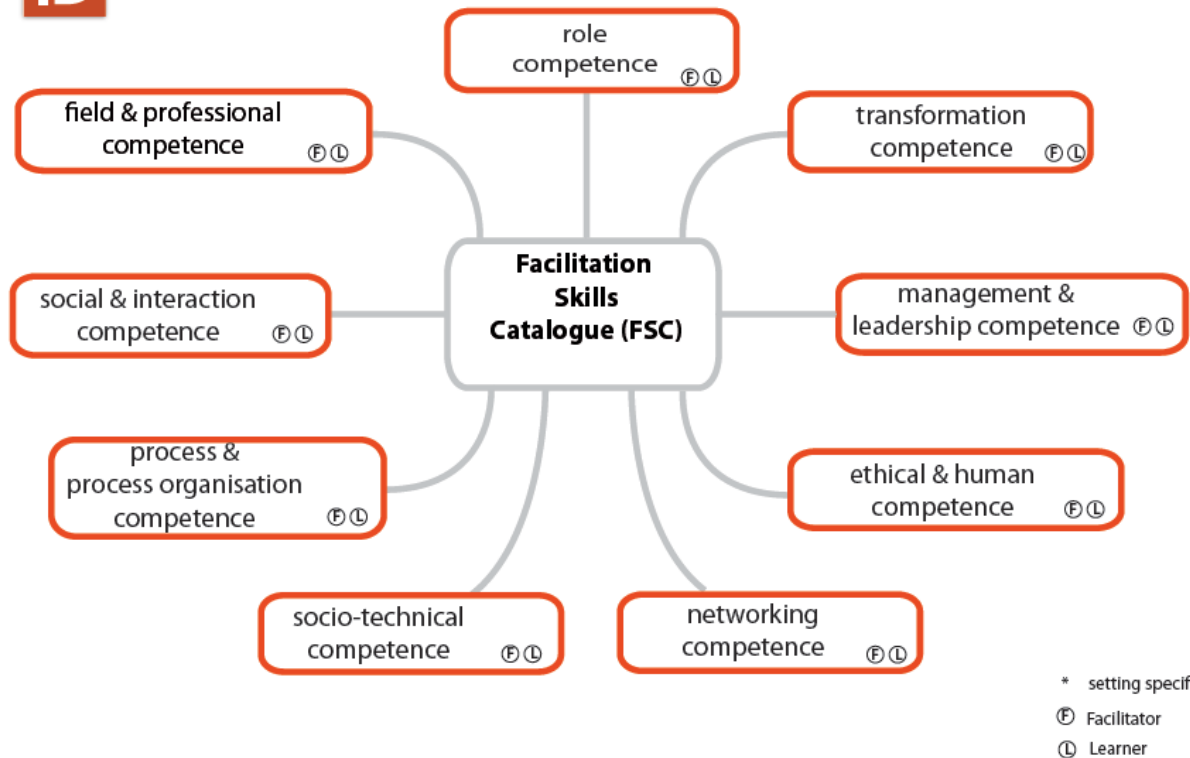 role
competence Ⓕ Ⓛ
field & professional
competence Ⓕ Ⓛ
transformation
competence Ⓕ Ⓛ
Facilitation
Skills
Catalogue (FSC)
social & interaction
competence Ⓕ Ⓛ
management &
leadership competence Ⓕ Ⓛ
process &
process organisation
competence Ⓕ Ⓛ
ethical & human
competence Ⓕ Ⓛ
socio-technical
competence Ⓕ Ⓛ
networking
competence Ⓕ Ⓛ
* setting specif
Ⓕ Facilitator
Ⓛ Learner